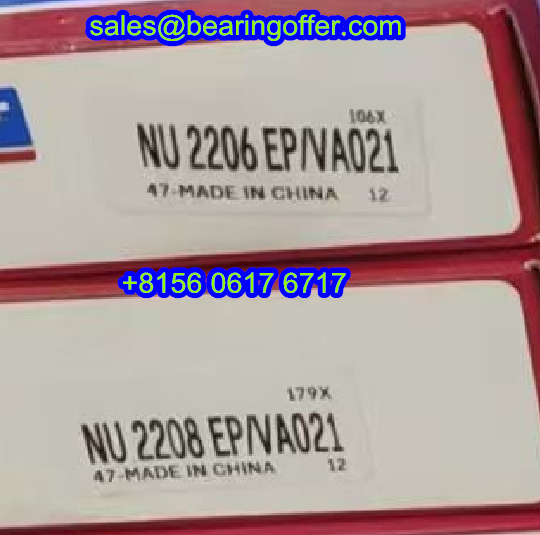 sales@bearingoffer.com
106X
NU 2206 EP/VA021
47-MADE IN CHINA 12
+8156 0617 6717
179X
NU 2208 EP/VA021
47-MADE IN CHINA 12